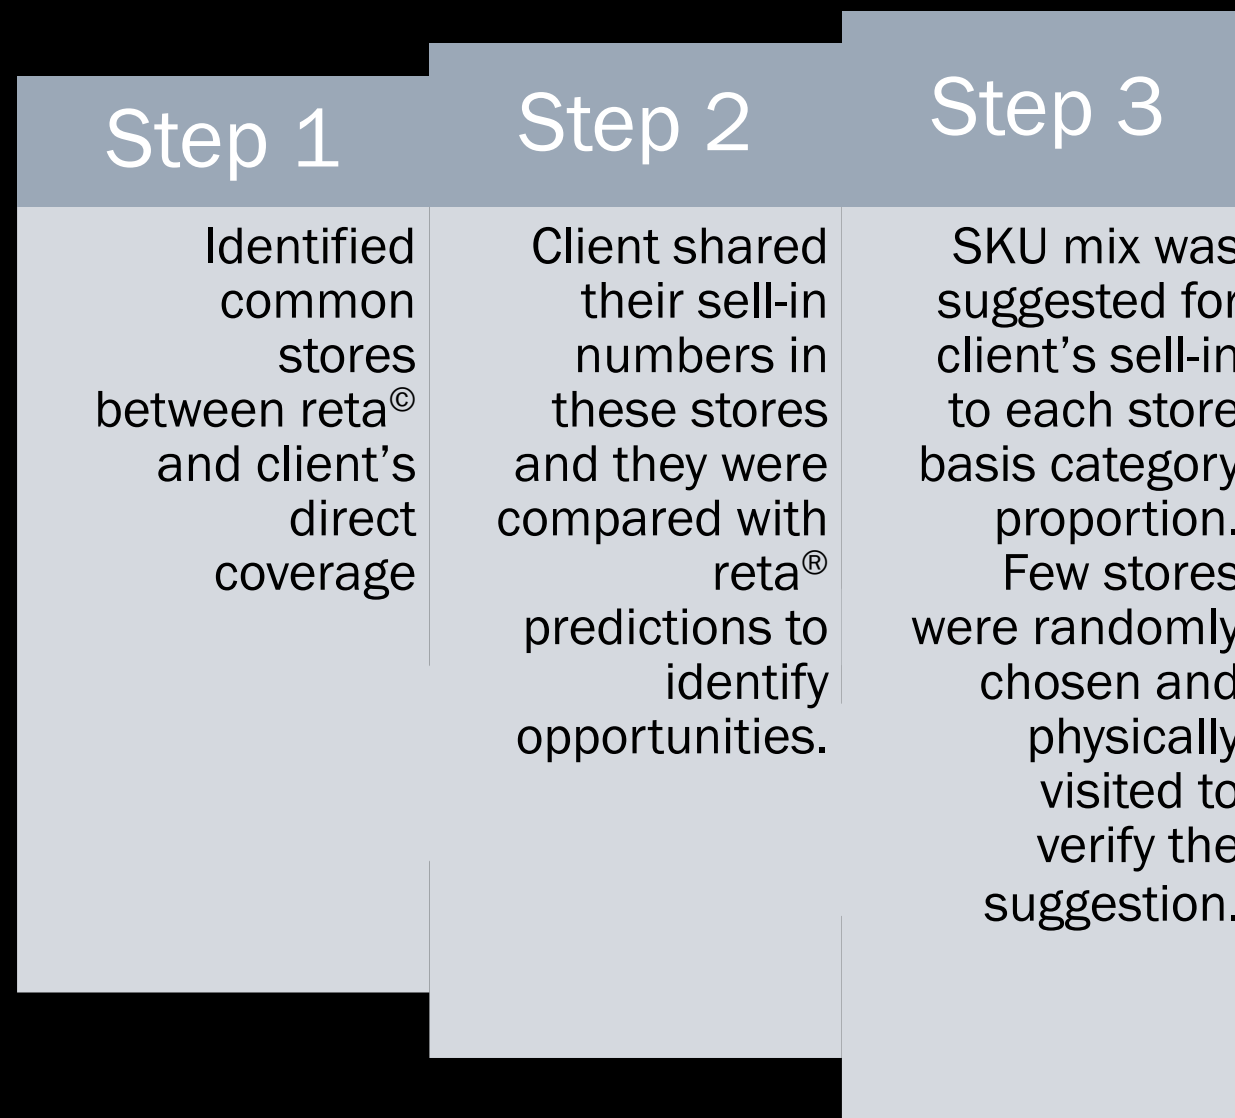 Step 1
Identified
common
stores
between reta©
and client’s
direct
coverage
Step 2
Client shared
their sell-in
numbers in
these stores
and they were
compared with
reta®
predictions to
identify
opportunities.
Step 3
SKU mix was
suggested for
client’s sell-in
to each store
basis category
proportion.
Few stores
were randomly
chosen and
physically
visited to
verify the
suggestion.